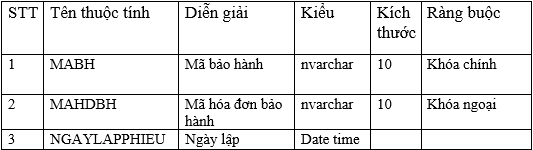 STT Tên thuộc tính Diễn giải Kiểu Kích thước Ràng buộc
1 MABH Mã bảo hành nvarchar 10 Khóa chính
2 MAHDBH Mã hóa đơn bảo hành nvarchar 10 Khóa ngoại
3 NGAYLAPPHIEU Ngày lập Date time